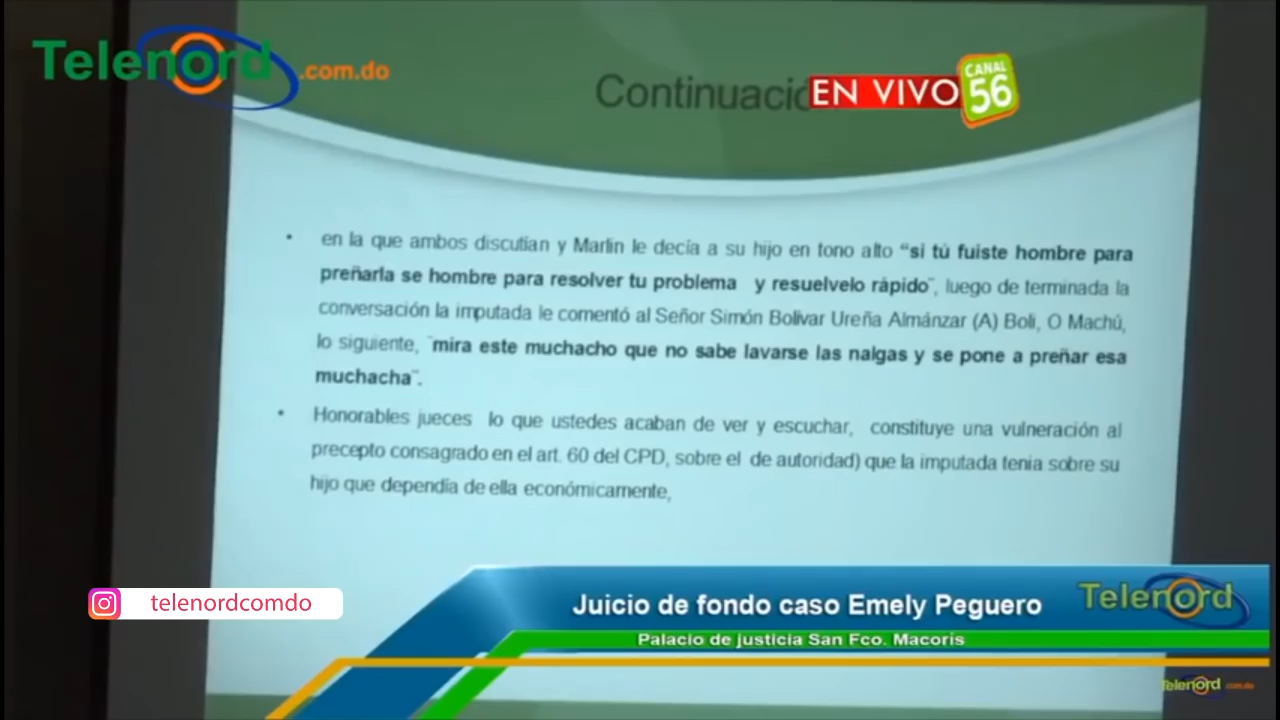 Telenord.com.do
Continuació
EN VIVO
CANAL
56
• en la que ambos discutían y Marlin le decía a su hijo en tono alto “si tú fuiste hombre para
preñarla se hombre para resolver tu problema y resuelvelo rápido¨, luego de terminada la
conversación la imputada le comentó al Señor Simón Bolívar Ureña Almánzar (A) Boli, O Machú,
lo siguiente, ¨mira este muchacho que no sabe lavarse las nalgas y se pone a preñar esa
muchacha¨.
• Honorables jueces lo que ustedes acaban de ver y escuchar, constituye una vulneración al
precepto consagrado en el art. 60 del CPD, sobre el de autoridad) que la imputada tenia sobre su
hijo que dependía de ella económicamente,
telenordcomdo
Juicio de fondo caso Emely Peguero
Telenord
Palacio de justicia San Fco. Macoris
Telenord.com.do